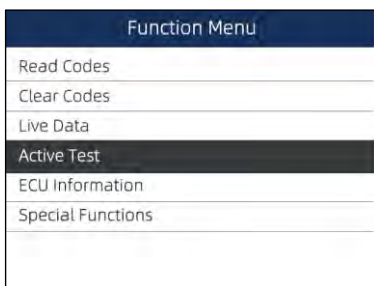 Function Menu
Read Codes
Clear Codes
Live Data
Active Test
ECU Information
Special Functions